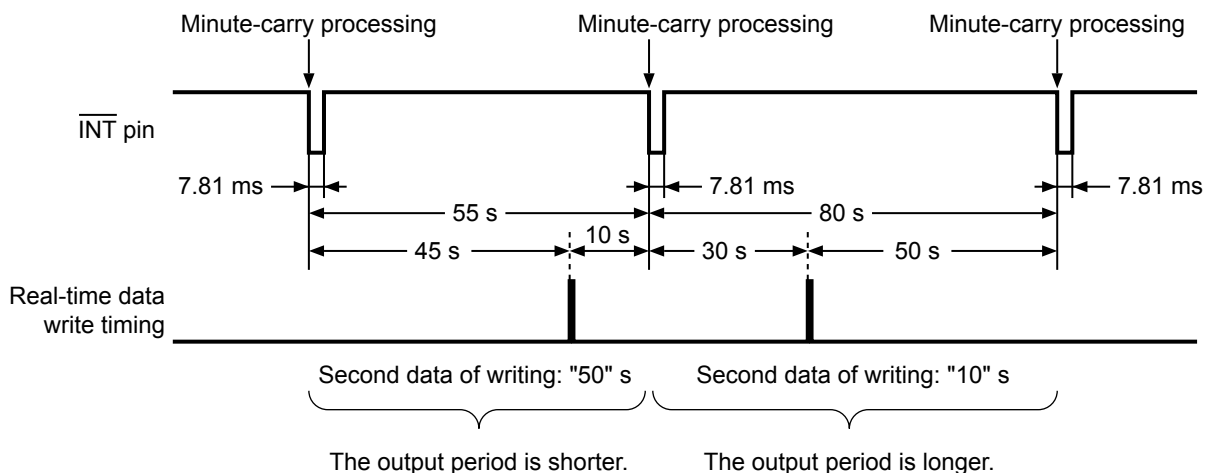 Minute-carry processing Minute-carry processing Minute-carry processing
INT pin
7.81 ms 7.81 ms 7.81 ms
55 s 80 s
45 s 10 s 30 s 50 s
Real-time data
write timing
Second data of writing: "50" s Second data of writing: "10" s
The output period is shorter. The output period is longer.